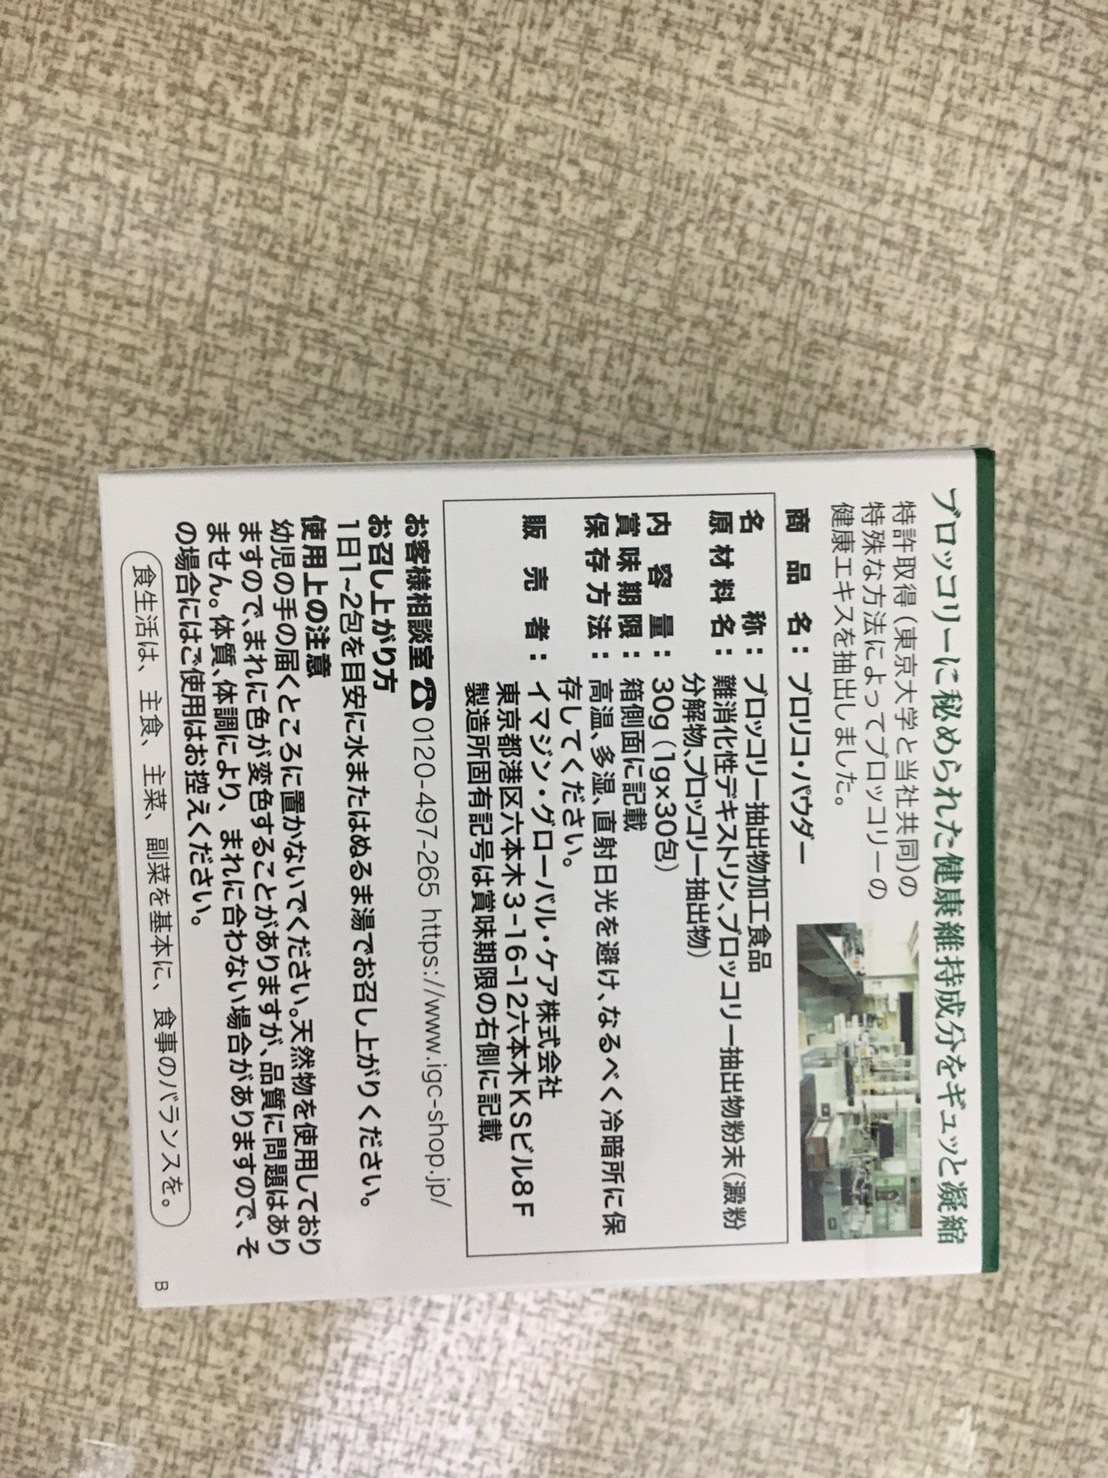 ブロッコリーに秘められた健康維持成分をギュッと凝縮
特許取得（東京大学と当社共同）の
特殊な方法によってブロッコリーの
健康エキスを抽出しました。
商品名：ブロリコ・パウダー
名称：ブロッコリー抽出物加工食品
原材料名：難消化性デキストリン、ブロッコリー抽出物粉末（澱粉
分解物、ブロッコリー抽出物）
内容量：30g（1g×30包）
賞味期限：箱側面に記載
保存方法：高温、多湿、直射日光を避け、なるべく冷暗所に保
存してください。
販売者：イマジン・グローバル・ケア株式会社
東京都港区六本木3-16-12六本木KSビル8F
製造所固有記号は賞味期限の右側に記載
お客様相談室☎0120-497-265 https://www.igc-shop.jp/
お召し上がり方
1日1~2包を目安に水またはぬるま湯でお召し上がりください。
使用上の注意
幼児の手の届くところに置かないでください。天然物を使用しており
ますので、まれに色が変色することがありますが、品質に問題はあり
ません。体質、体調により、まれに合わない場合がありますので、そ
の場合にはご使用はお控えください。
食生活は、主食、主菜、副菜を基本に、食事のバランスを。
B